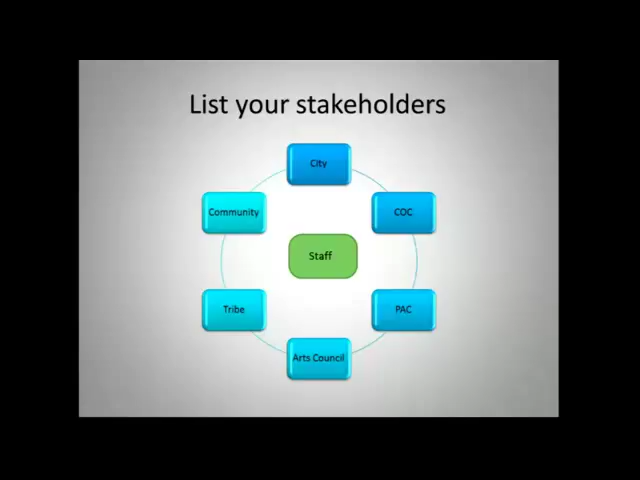 List your stakeholders
City
Community
COC
Staff
Tribe
PAC
Arts Council